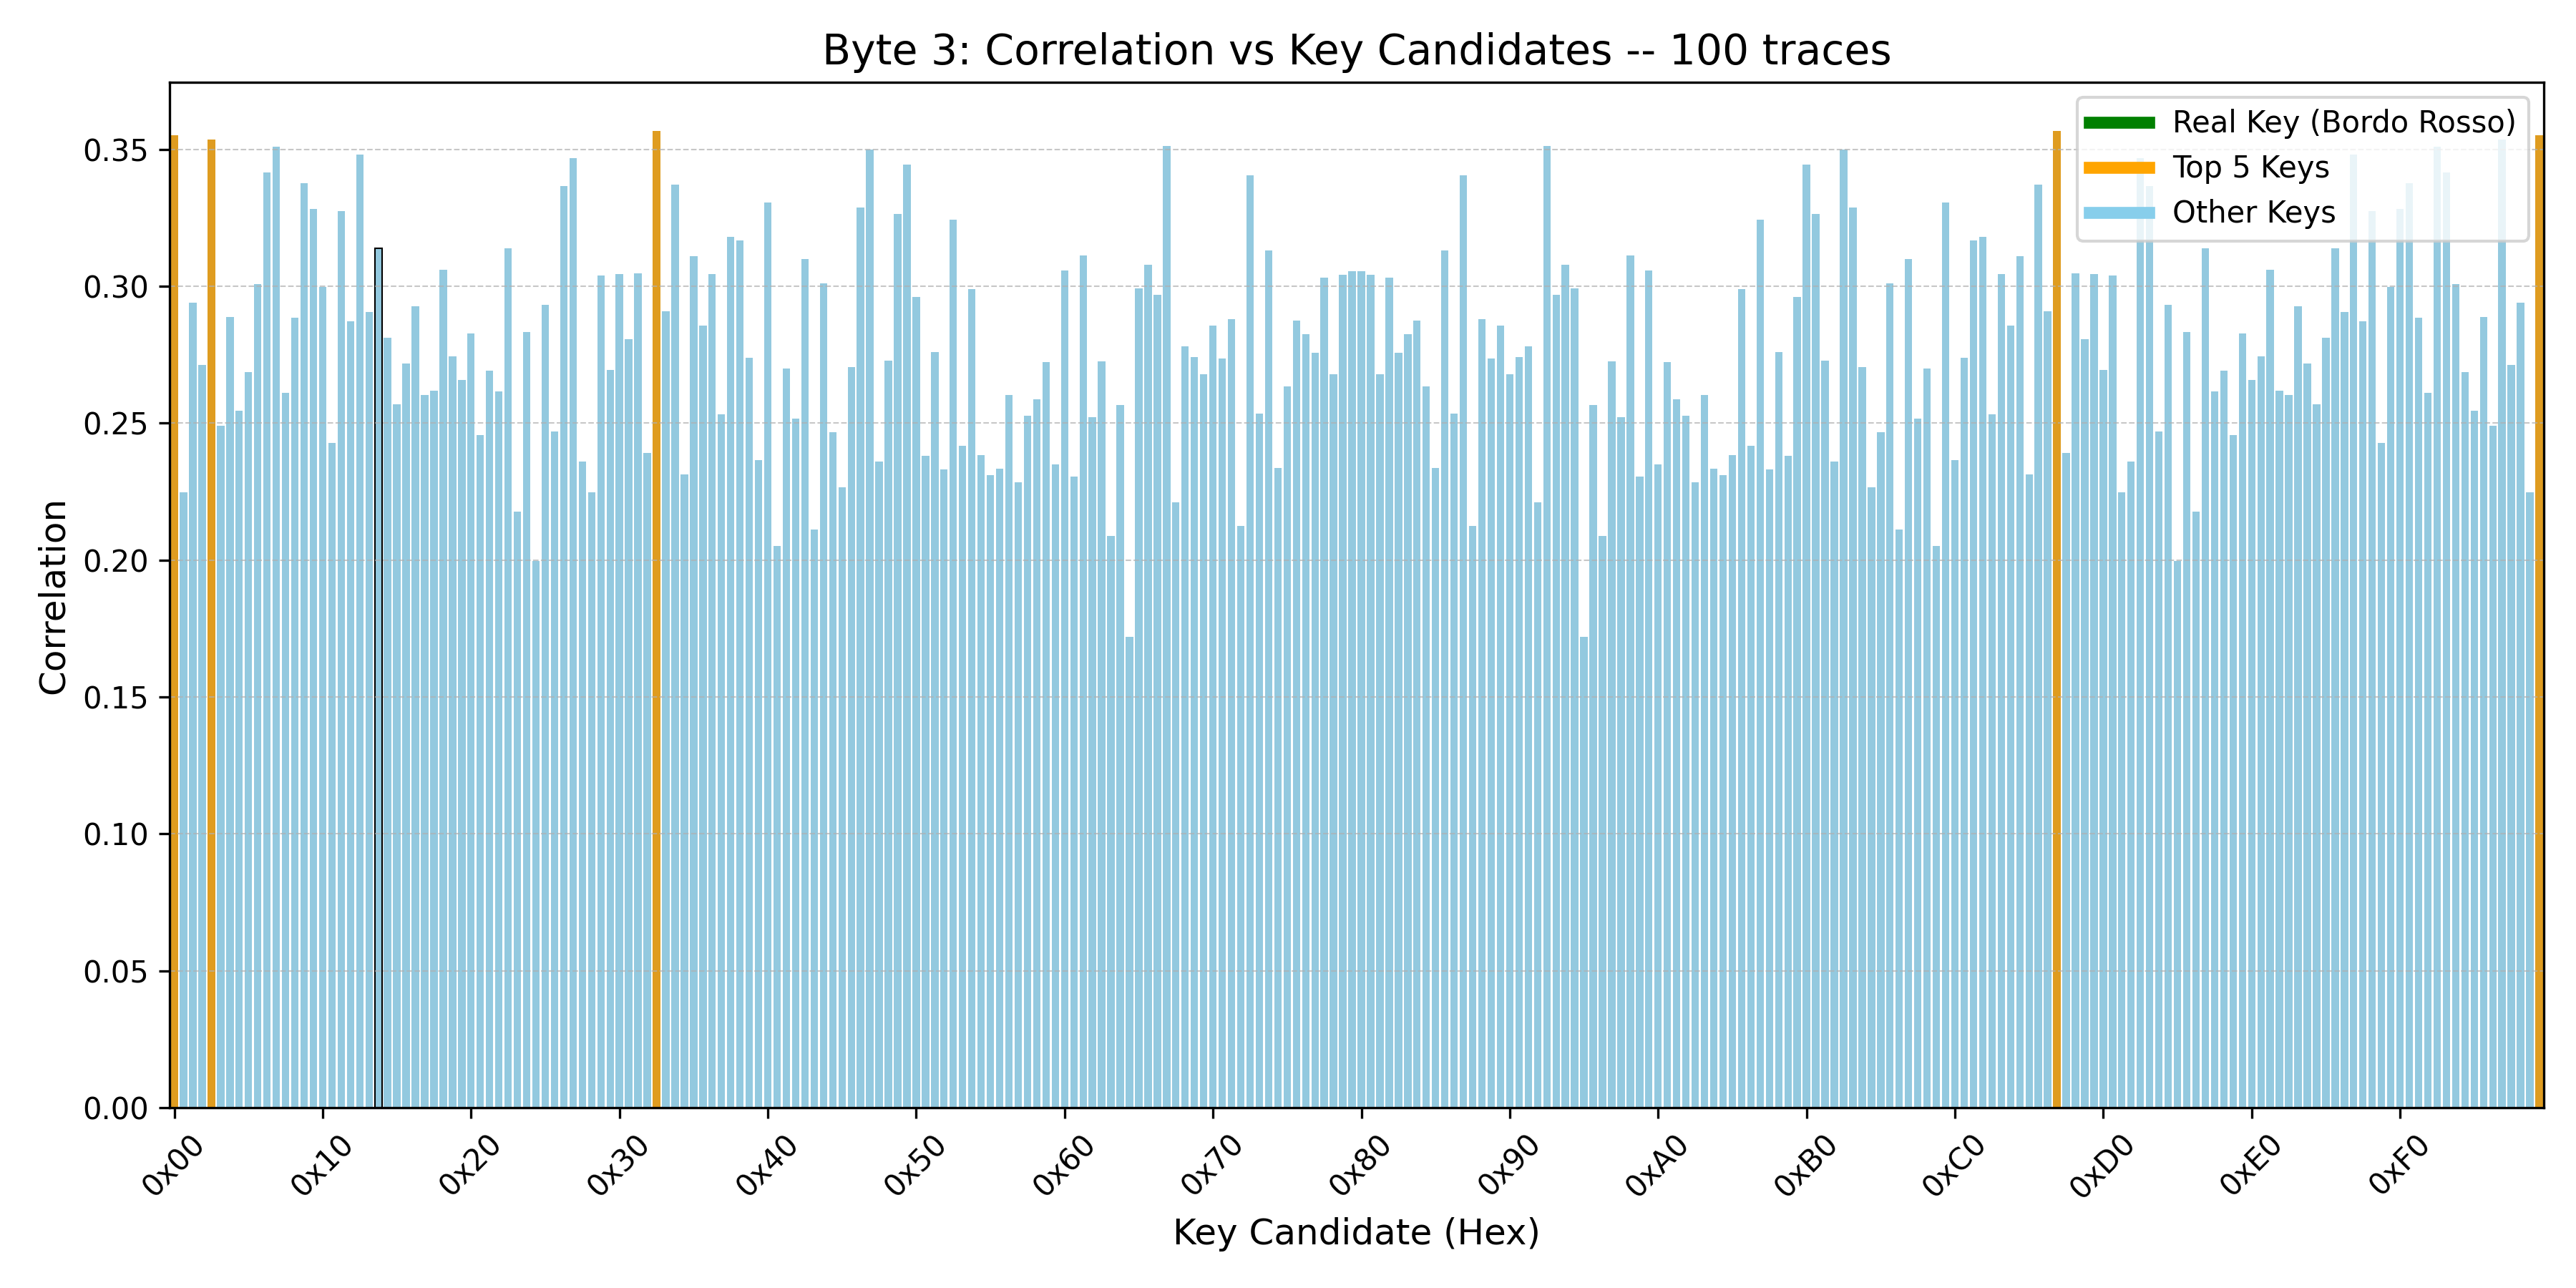 Byte 3: Correlation vs Key Candidates -- 100 traces
Real Key (Bordo Rosso)
Top 5 Keys
Other Keys
Correlation
0.35
0.30
0.25
0.20
0.15
0.10
0.05
0.00
0x00
0x10
0x20
0x30
0x40
0x50
0x60
0x70
0x80
0x90
0xA0
0xB0
0xC0
0xD0
0xE0
0xF0
Key Candidate (Hex)